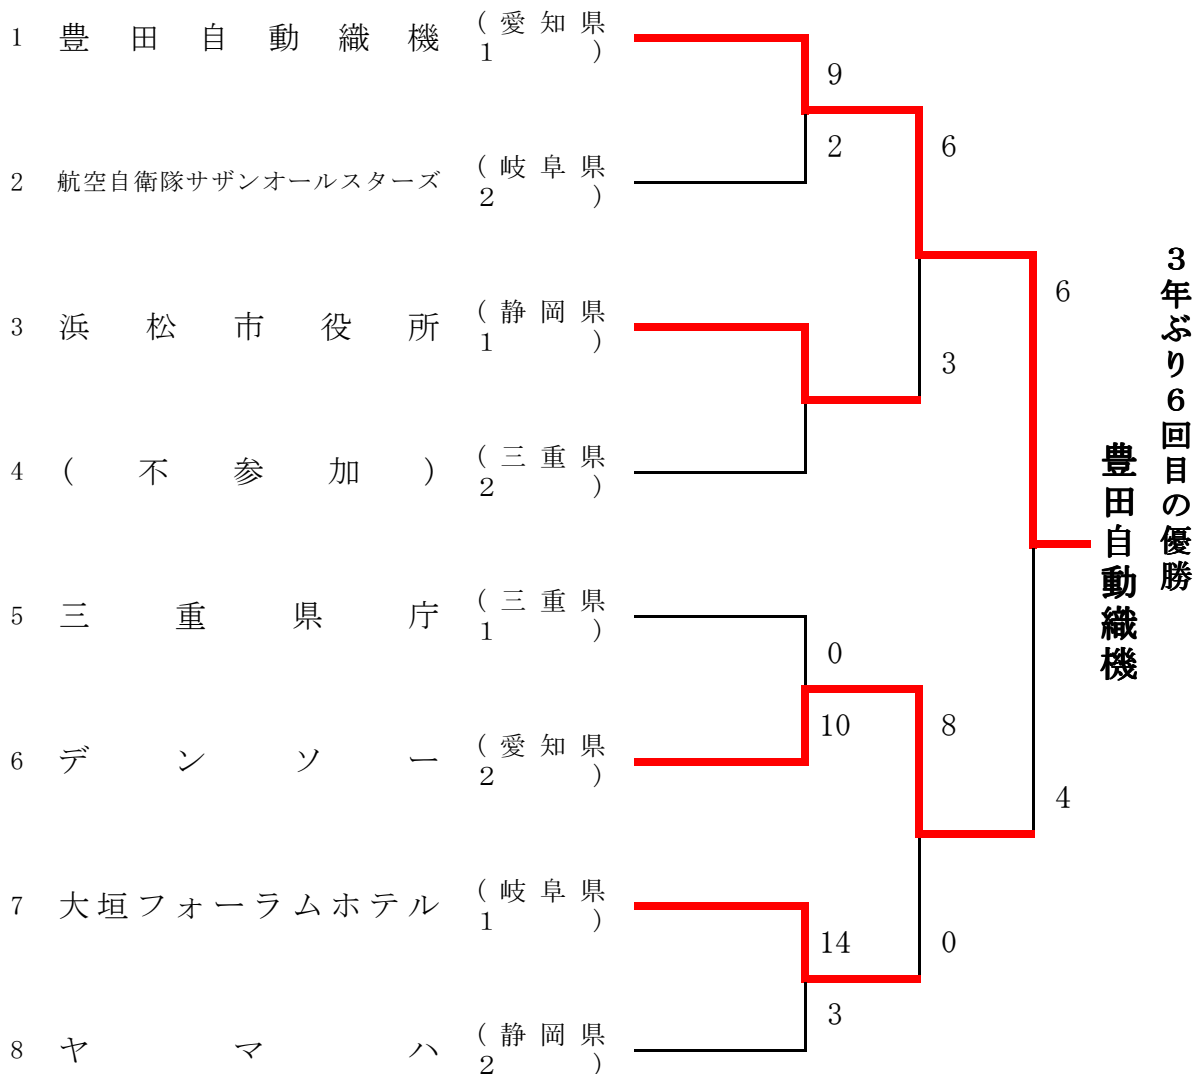 1 豊田自動織機 (愛知県
1)
9
2 航空自衛隊サザンオールスターズ (岐阜県
2)
2
6
3 浜松市役所 (静岡県
1)
3
4 (不参加) (三重県
2)
6
5 三重県庁 (三重県
1)
0
6 デンソー (愛知県
2)
10
8
4
7 大垣フォーラムホテル (岐阜県
1)
14
0
8 ヤマハ (静岡県
2)
3
豊田自動織機
3年ぶり6回目の優勝